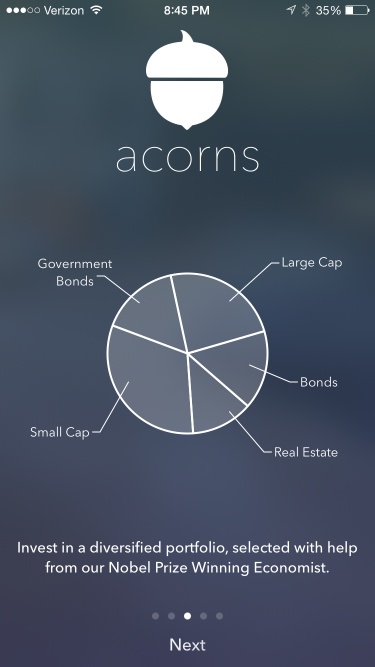 Verizon 8:45 PM 35%
acorns
Government
Bonds
Large Cap
Bonds
Small Cap
Real Estate
Invest in a diversified portfolio, selected with help
from our Nobel Prize Winning Economist.
Next